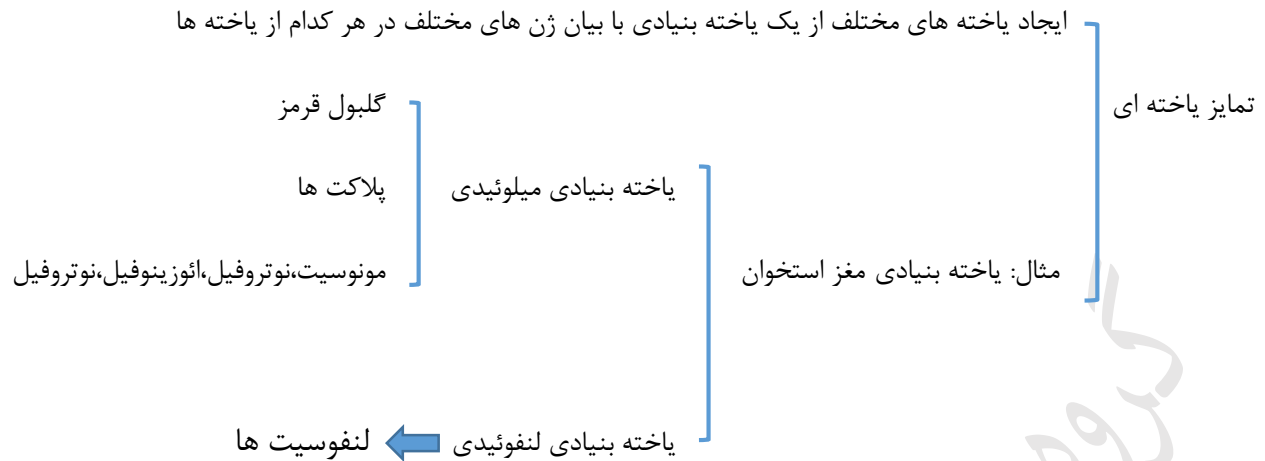 ایجاد یاخته های مختلف از یک یاخته بنیادی با بیان ژن های مختلف در هر کدام از یاخته ها
تمایز یاخته ای
گلبول قرمز
یاخته بنیادی میلوئیدی
پلاکت ها
مثال: یاخته بنیادی مغز استخوان
مونوسیت،نوتروفیل،ائوزینوفیل،نوتروفیل
یاخته بنیادی لنفوئیدی
لنفوسیت ها